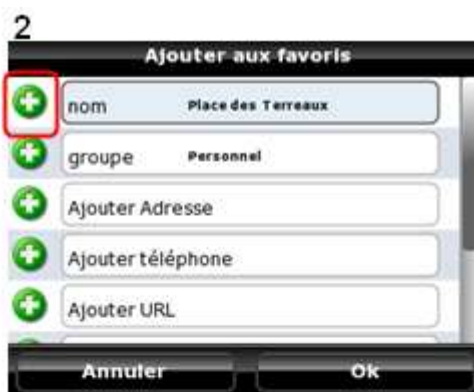 2
Ajouter aux favoris
nom Place des Terreaux
groupe Personnel
Ajouter Adresse
Ajouter téléphone
Ajouter URL
Annuler Ok